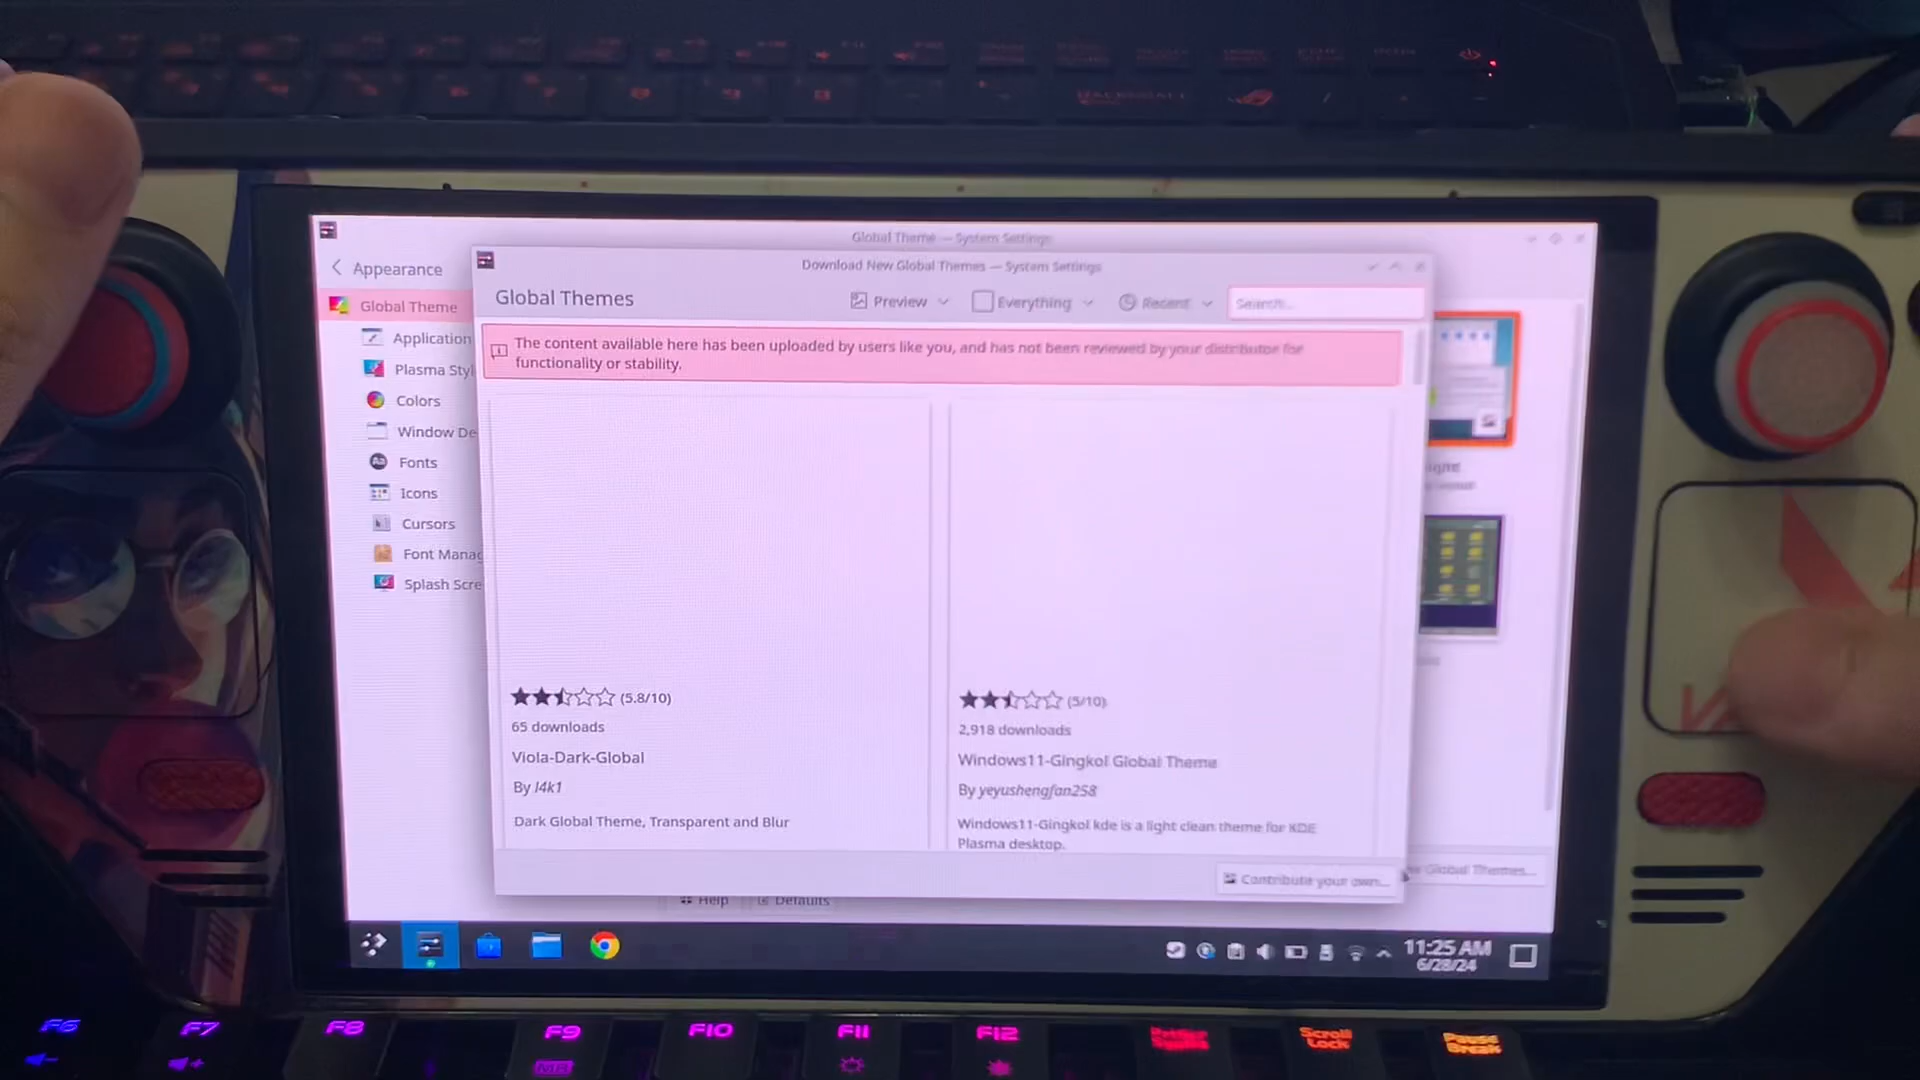 BACKSPACE
Global Theme — System Settings
Appearance
Download New Global Themes — System Settings
Global Theme
Global Themes
Preview
Everything
Recent
Search...
Application
Plasma Styl
Colors
Window De
Fonts
Icons
Cursors
Font Manag
Splash Scre
The content available here has been uploaded by users like you, and has not been reviewed by your distributor for
functionality or stability.
(5.8/10)
65 downloads
Viola-Dark-Global
By l4k1
Dark Global Theme, Transparent and Blur
(5/10)
2,918 downloads
Windows11-Gingkol Global Theme
By yeyushengfan258
Windows11-Gingkol kde is a light clean theme for KDE
Plasma desktop.
Contribute your own...
Global Themes...
Help
Defaults
11:25 AM
6/28/24
F6
F7
F8
F9
F10
F11
F12
PrtScr
SysRq
Scroll
Lock
Pause
Break